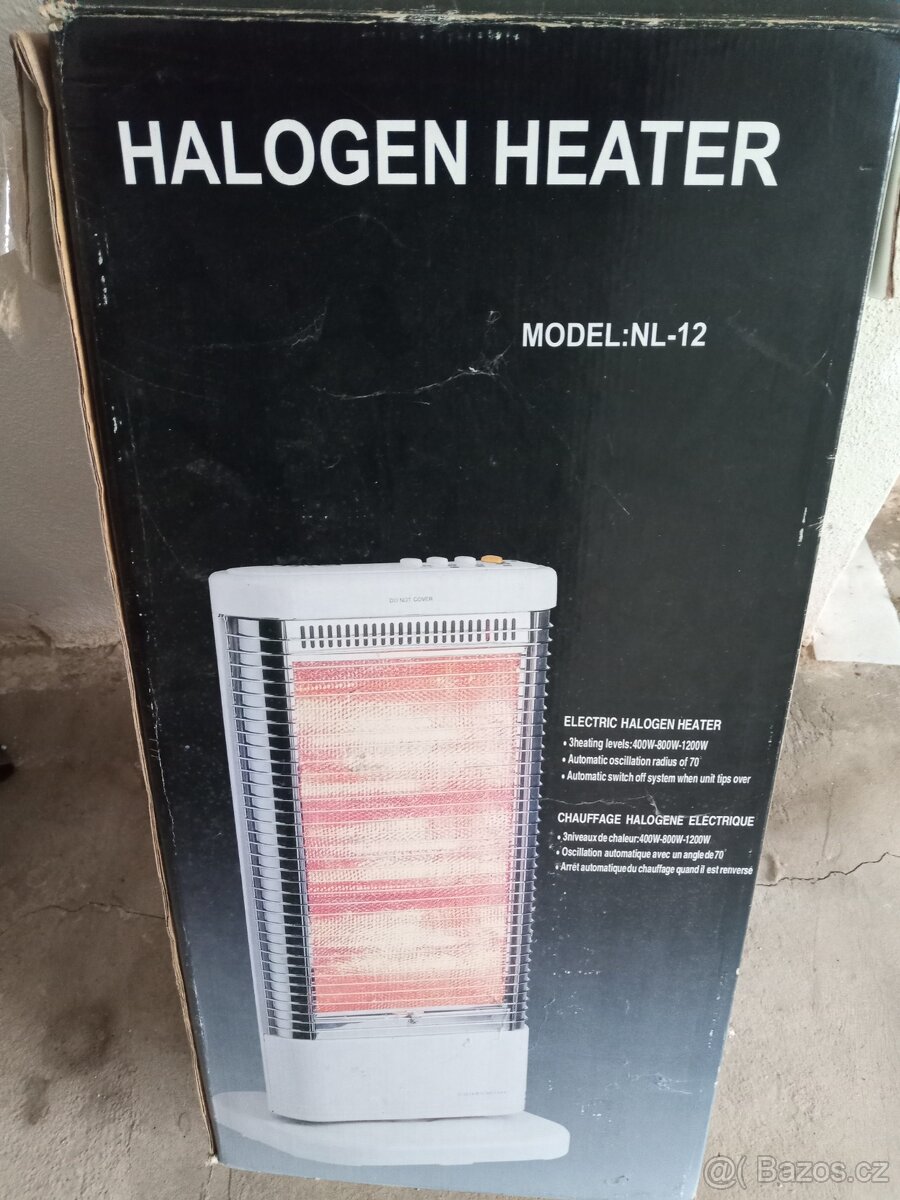 HALOGEN HEATER
MODEL:NL-12
DO NOT COVER
ELECTRIC HALOGEN HEATER
• 3heating levels:400W-800W-1200W
• Automatic oscillation radius of 70°
• Automatic switch off system when unit tips over
CHAUFFAGE HALOGENE ELECTRIQUE
• 3niveaux de chaleur:400W-800W-1200W
• Oscillation automatique avec un angle de 70°
• Arrêt automatique du chauffage quand il est renversé
@( Bazos.cz